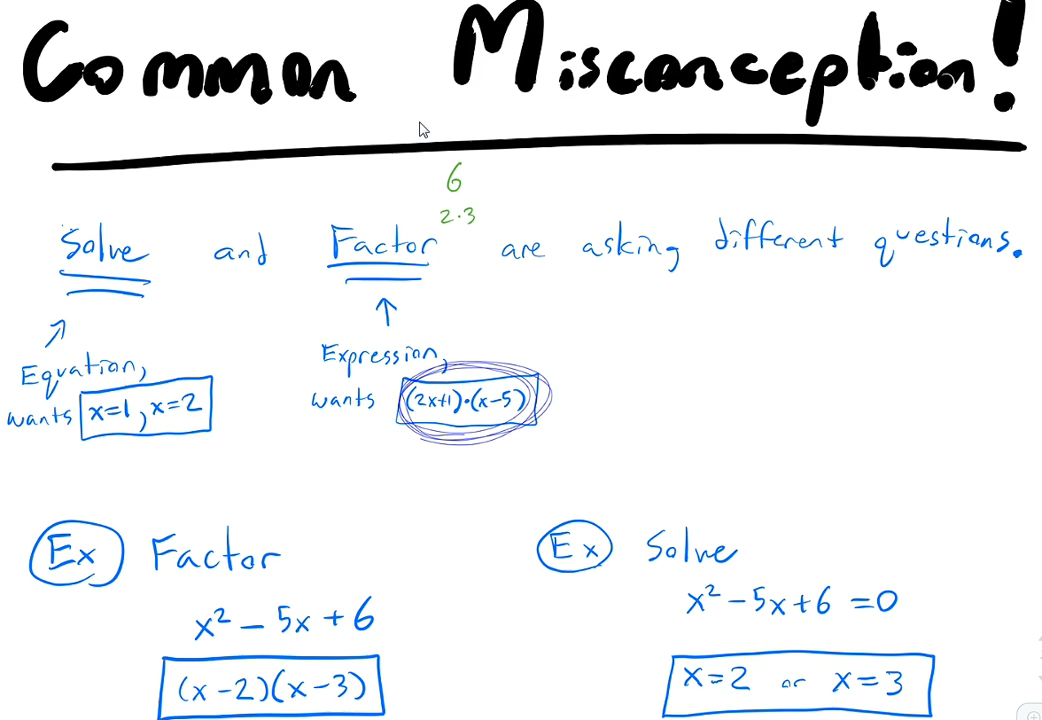 Common Misconception!
6
2·3
Solve and Factor are asking different questions.
Equation,
wants x=1, x=2
Expression,
wants (2x+1)·(x-5)
Ex Factor
x² - 5x + 6
(x-2)(x-3)
Ex Solve
x² - 5x + 6 = 0
x=2 or x=3